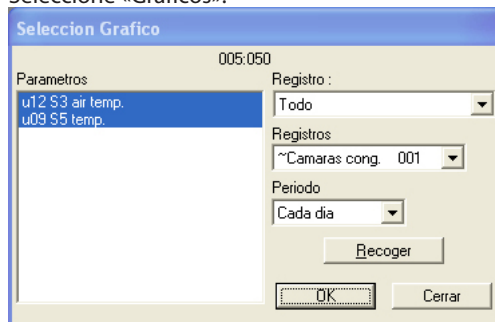 Seleccione «Gráficos».
Seleccion Grafico
005:050
Parametros
u12 S3 air temp.
u09 S5 temp.
Registro :
Todo
Registros
~Camaras cong. 001
Periodo
Cada dia
Recoger
OK
Cerrar